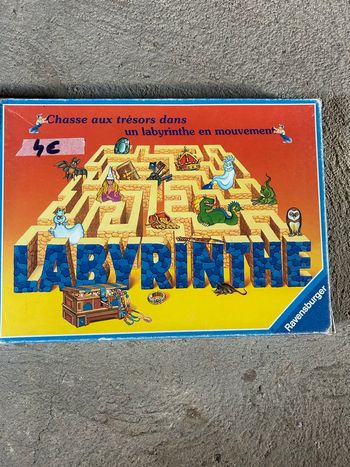 Chasse aux trésors dans
un labyrinthe en mouvement
4€
LABYRINTHE
Ravensburger